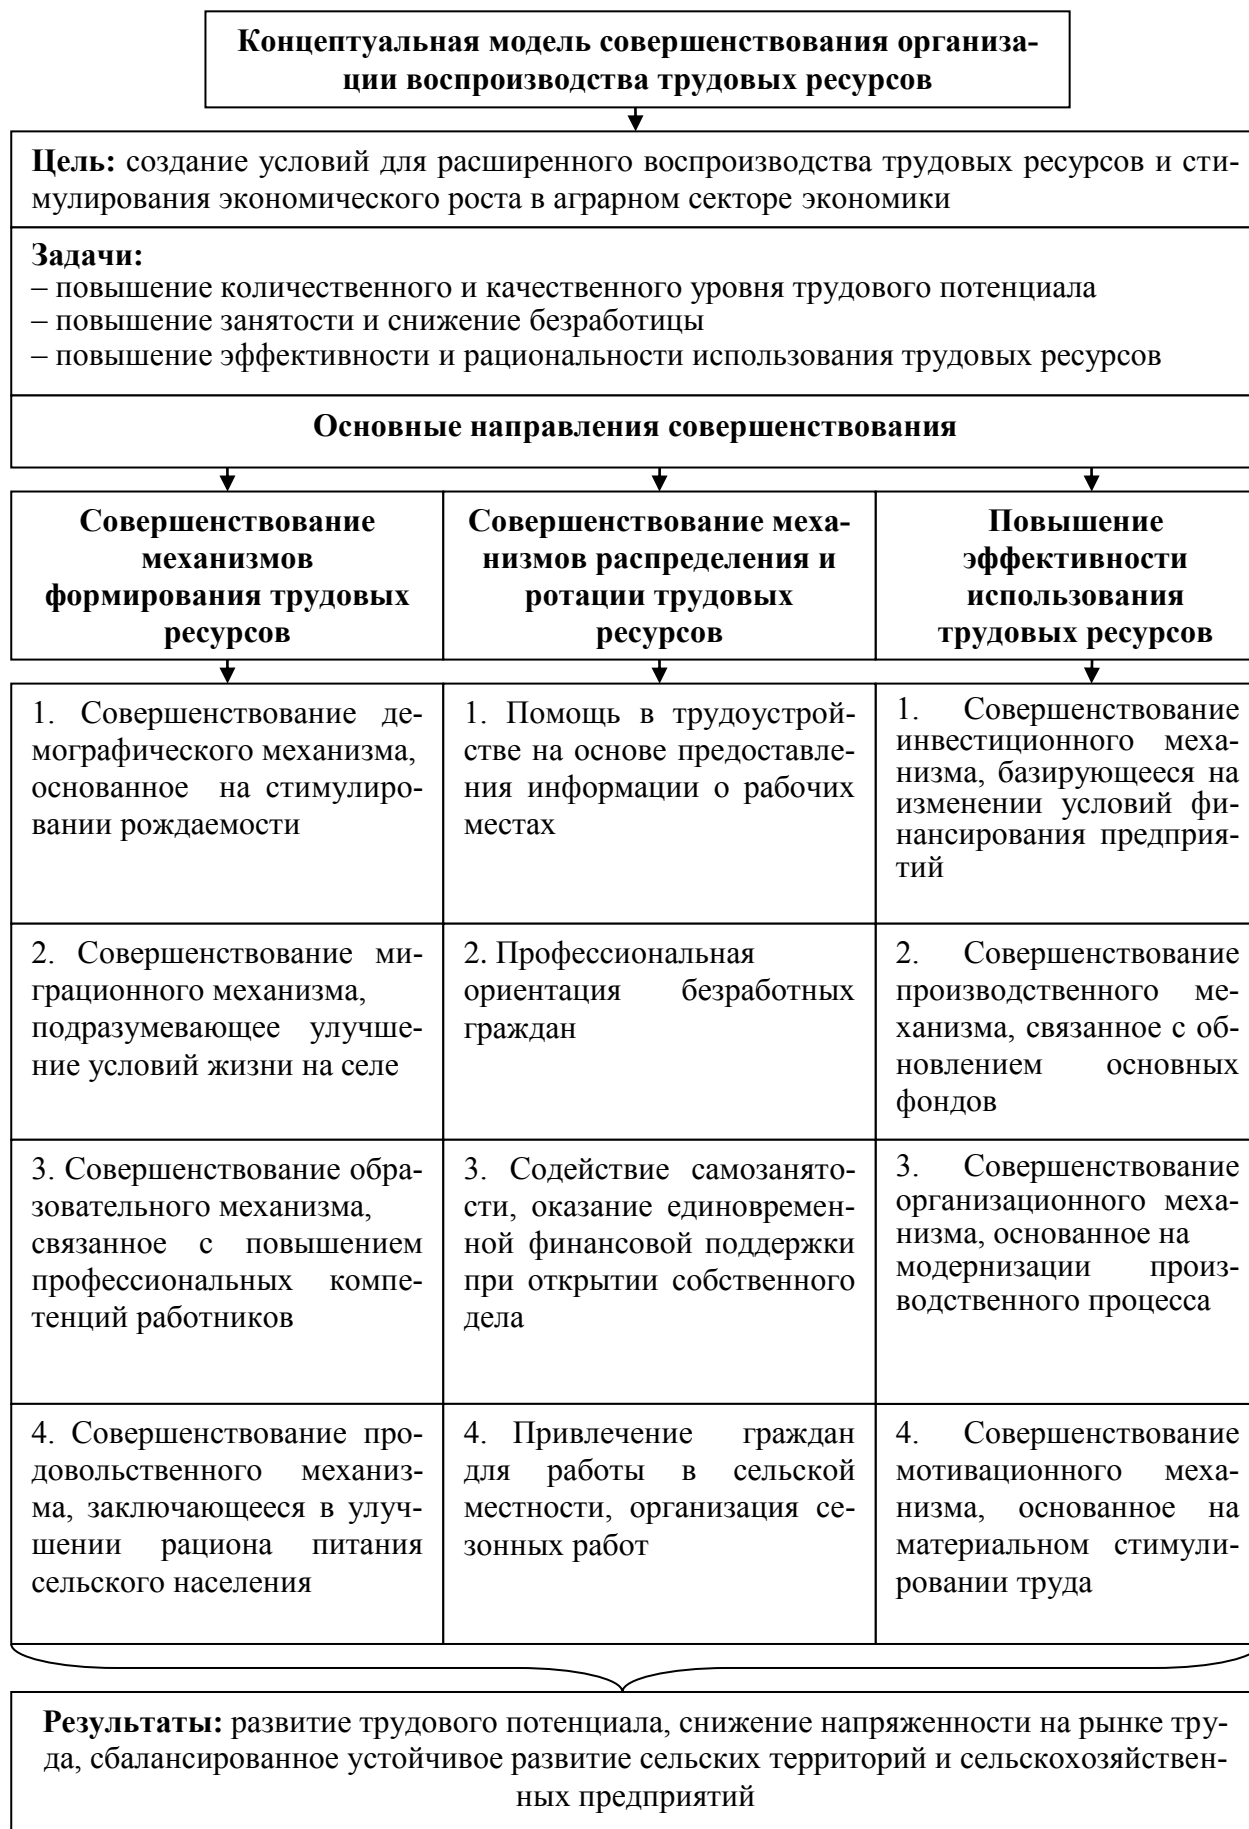 Концептуальная модель совершенствования организа-
ции воспроизводства трудовых ресурсов
Цель: создание условий для расширенного воспроизводства трудовых ресурсов и сти-
мулирования экономического роста в аграрном секторе экономики
Задачи:
– повышение количественного и качественного уровня трудового потенциала
– повышение занятости и снижение безработицы
– повышение эффективности и рациональности использования трудовых ресурсов
Основные направления совершенствования
Совершенствование
механизмов
формирования трудовых
ресурсов
Совершенствование меха-
низмов распределения и
ротации трудовых
ресурсов
Повышение
эффективности
использования
трудовых ресурсов
1. Совершенствование де-
мографического механизма,
основанное на стимулиро-
вании рождаемости
1. Помощь в трудоустрой-
стве на основе предоставле-
ния информации о рабочих
местах
1. Совершенствование
инвестиционного меха-
низма, базирующееся на
изменении условий фи-
нансирования предприя-
тий
2. Совершенствование ми-
грационного механизма,
подразумевающее улучше-
ние условий жизни на селе
2. Профессиональная
ориентация безработных
граждан
2. Совершенствование
производственного ме-
ханизма, связанное с об-
новлением основных
фондов
3. Совершенствование обра-
зовательного механизма,
связанное с повышением
профессиональных компе-
тенций работников
3. Содействие самозанято-
сти, оказание единовремен-
ной финансовой поддержки
при открытии собственного
дела
3. Совершенствование
организационного меха-
низма, основанное на
модернизации произ-
водственного процесса
4. Совершенствование про-
довольственного механиз-
ма, заключающееся в улуч-
шении рациона питания
сельского населения
4. Привлечение граждан
для работы в сельской
местности, организация се-
зонных работ
4. Совершенствование
мотивационного меха-
низма, основанное на
материальном стимули-
ровании труда
Результаты: развитие трудового потенциала, снижение напряженности на рынке тру-
да, сбалансированное устойчивое развитие сельских территорий и сельскохозяйствен-
ных предприятий